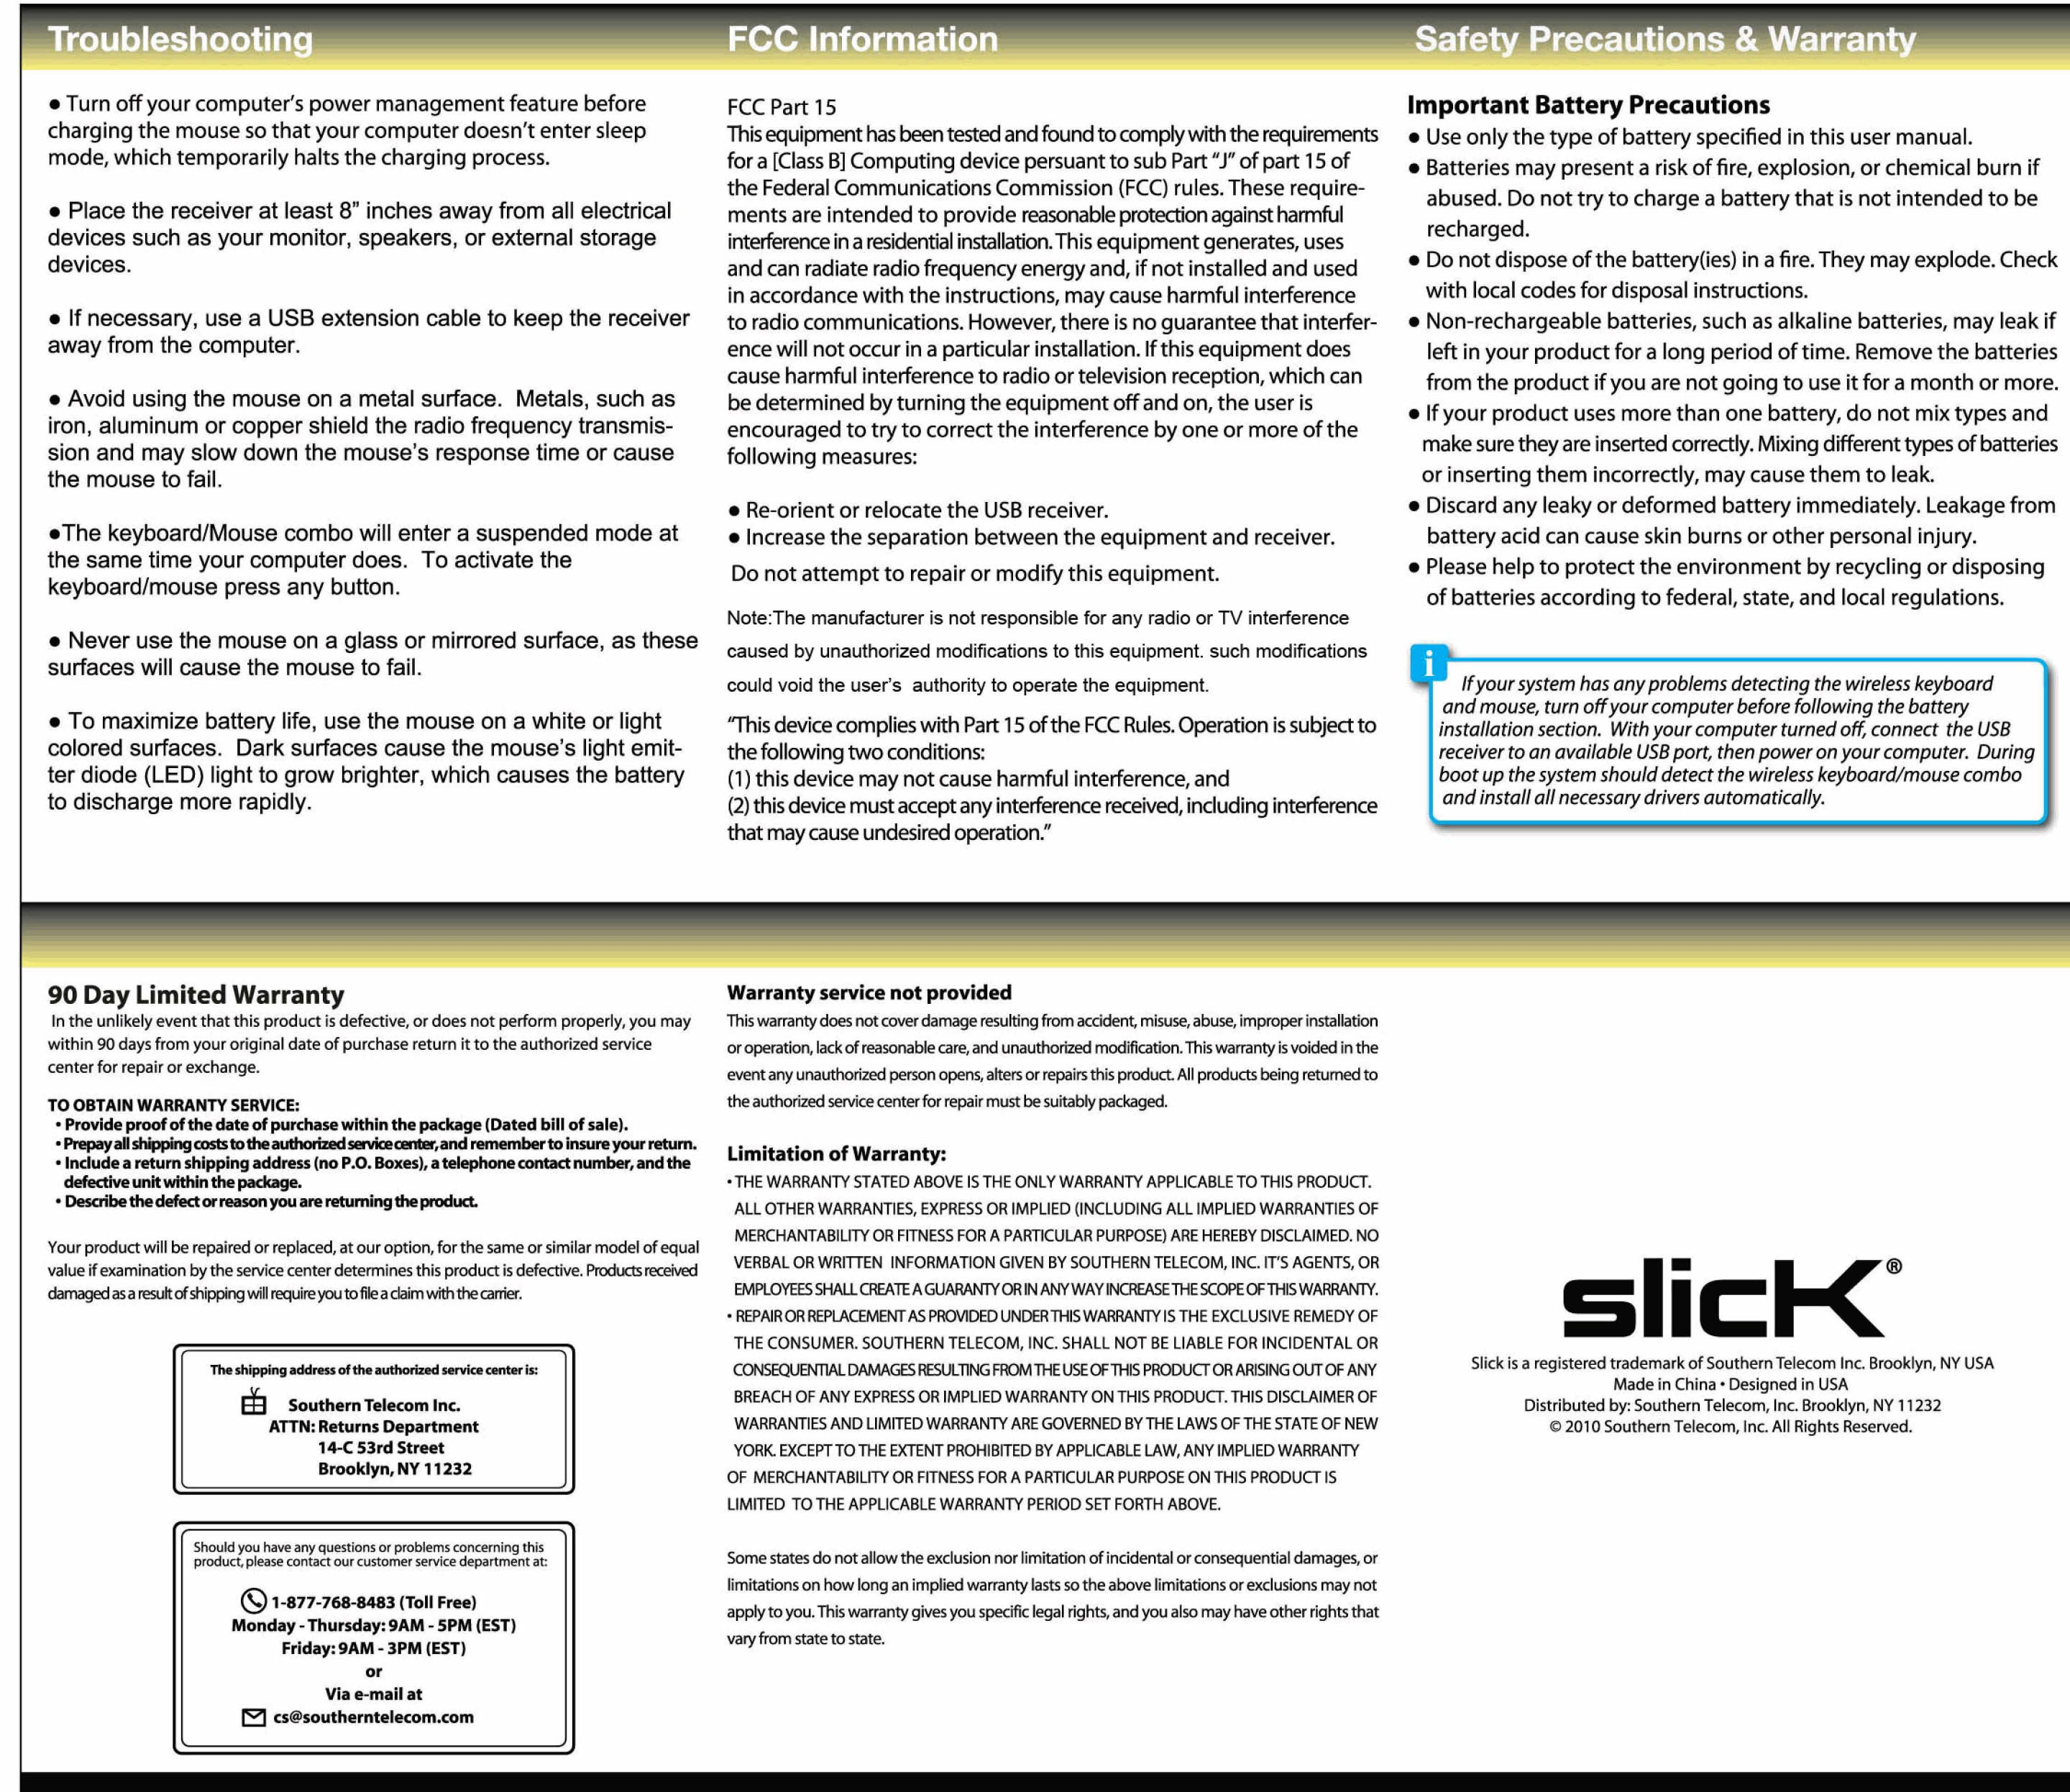 Troubleshooting
● Turn off your computer's power management feature before
charging the mouse so that your computer doesn't enter sleep
mode, which temporarily halts the charging process.
● Place the receiver at least 8” inches away from all electrical
devices such as your monitor, speakers, or external storage
devices.
● If necessary, use a USB extension cable to keep the receiver
away from the computer.
● Avoid using the mouse on a metal surface.  Metals, such as
iron, aluminum or copper shield the radio frequency transmis-
sion and may slow down the mouse's response time or cause
the mouse to fail.
●The keyboard/Mouse combo will enter a suspended mode at
the same time your computer does.  To activate the
keyboard/mouse press any button.
● Never use the mouse on a glass or mirrored surface, as these
surfaces will cause the mouse to fail.
● To maximize battery life, use the mouse on a white or light
colored surfaces.  Dark surfaces cause the mouse's light emit-
ter diode (LED) light to grow brighter, which causes the battery
to discharge more rapidly.
FCC Information
FCC Part 15
This equipment has been tested and found to comply with the requirements
for a [Class B] Computing device persuant to sub Part “J” of part 15 of
the Federal Communications Commission (FCC) rules. These require-
ments are intended to provide reasonable protection against harmful
interference in a residential installation. This equipment generates, uses
and can radiate radio frequency energy and, if not installed and used
in accordance with the instructions, may cause harmful interference
to radio communications. However, there is no guarantee that interfer-
ence will not occur in a particular installation. If this equipment does
cause harmful interference to radio or television reception, which can
be determined by turning the equipment off and on, the user is
encouraged to try to correct the interference by one or more of the
following measures:
● Re-orient or relocate the USB receiver.
● Increase the separation between the equipment and receiver.
Do not attempt to repair or modify this equipment.
Note:The manufacturer is not responsible for any radio or TV interference
caused by unauthorized modifications to this equipment. such modifications
could void the user's  authority to operate the equipment.
“This device complies with Part 15 of the FCC Rules. Operation is subject to
the following two conditions:
(1) this device may not cause harmful interference, and
(2) this device must accept any interference received, including interference
that may cause undesired operation.”
Safety Precautions & Warranty
Important Battery Precautions
● Use only the type of battery specified in this user manual.
● Batteries may present a risk of fire, explosion, or chemical burn if
abused. Do not try to charge a battery that is not intended to be
recharged.
● Do not dispose of the battery(ies) in a fire. They may explode. Check
with local codes for disposal instructions.
● Non-rechargeable batteries, such as alkaline batteries, may leak if
left in your product for a long period of time. Remove the batteries
from the product if you are not going to use it for a month or more.
● If your product uses more than one battery, do not mix types and
make sure they are inserted correctly. Mixing different types of batteries
or inserting them incorrectly, may cause them to leak.
● Discard any leaky or deformed battery immediately. Leakage from
battery acid can cause skin burns or other personal injury.
● Please help to protect the environment by recycling or disposing
of batteries according to federal, state, and local regulations.
i
If your system has any problems detecting the wireless keyboard
and mouse, turn off your computer before following the battery
installation section.  With your computer turned off, connect  the USB
receiver to an available USB port, then power on your computer.  During
boot up the system should detect the wireless keyboard/mouse combo
and install all necessary drivers automatically.
90 Day Limited Warranty
In the unlikely event that this product is defective, or does not perform properly, you may
within 90 days from your original date of purchase return it to the authorized service
center for repair or exchange.
TO OBTAIN WARRANTY SERVICE:
• Provide proof of the date of purchase within the package (Dated bill of sale).
• Prepay all shipping costs to the authorized service center, and remember to insure your return.
• Include a return shipping address (no P.O. Boxes), a telephone contact number, and the
defective unit within the package.
• Describe the defect or reason you are returning the product.
Your product will be repaired or replaced, at our option, for the same or similar model of equal
value if examination by the service center determines this product is defective. Products received
damaged as a result of shipping will require you to file a claim with the carrier.
The shipping address of the authorized service center is:
Southern Telecom Inc.
ATTN: Returns Department
14-C 53rd Street
Brooklyn, NY 11232
Should you have any questions or problems concerning this
product, please contact our customer service department at:
1-877-768-8483 (Toll Free)
Monday - Thursday: 9AM - 5PM (EST)
Friday: 9AM - 3PM (EST)
or
Via e-mail at
cs@southerntelecom.com
Warranty service not provided
This warranty does not cover damage resulting from accident, misuse, abuse, improper installation
or operation, lack of reasonable care, and unauthorized modification. This warranty is voided in the
event any unauthorized person opens, alters or repairs this product. All products being returned to
the authorized service center for repair must be suitably packaged.
Limitation of Warranty:
• THE WARRANTY STATED ABOVE IS THE ONLY WARRANTY APPLICABLE TO THIS PRODUCT.
ALL OTHER WARRANTIES, EXPRESS OR IMPLIED (INCLUDING ALL IMPLIED WARRANTIES OF
MERCHANTABILITY OR FITNESS FOR A PARTICULAR PURPOSE) ARE HEREBY DISCLAIMED. NO
VERBAL OR WRITTEN  INFORMATION GIVEN BY SOUTHERN TELECOM, INC. IT'S AGENTS, OR
EMPLOYEES SHALL CREATE A GUARANTY OR IN ANY WAY INCREASE THE SCOPE OF THIS WARRANTY.
• REPAIR OR REPLACEMENT AS PROVIDED UNDER THIS WARRANTY IS THE EXCLUSIVE REMEDY OF
THE CONSUMER. SOUTHERN TELECOM, INC. SHALL NOT BE LIABLE FOR INCIDENTAL OR
CONSEQUENTIAL DAMAGES RESULTING FROM THE USE OF THIS PRODUCT OR ARISING OUT OF ANY
BREACH OF ANY EXPRESS OR IMPLIED WARRANTY ON THIS PRODUCT. THIS DISCLAIMER OF
WARRANTIES AND LIMITED WARRANTY ARE GOVERNED BY THE LAWS OF THE STATE OF NEW
YORK. EXCEPT TO THE EXTENT PROHIBITED BY APPLICABLE LAW, ANY IMPLIED WARRANTY
OF  MERCHANTABILITY OR FITNESS FOR A PARTICULAR PURPOSE ON THIS PRODUCT IS
LIMITED  TO THE APPLICABLE WARRANTY PERIOD SET FORTH ABOVE.
Some states do not allow the exclusion nor limitation of incidental or consequential damages, or
limitations on how long an implied warranty lasts so the above limitations or exclusions may not
apply to you. This warranty gives you specific legal rights, and you also may have other rights that
vary from state to state.
slick®
Slick is a registered trademark of Southern Telecom Inc. Brooklyn, NY USA
Made in China • Designed in USA
Distributed by: Southern Telecom, Inc. Brooklyn, NY 11232
© 2010 Southern Telecom, Inc. All Rights Reserved.